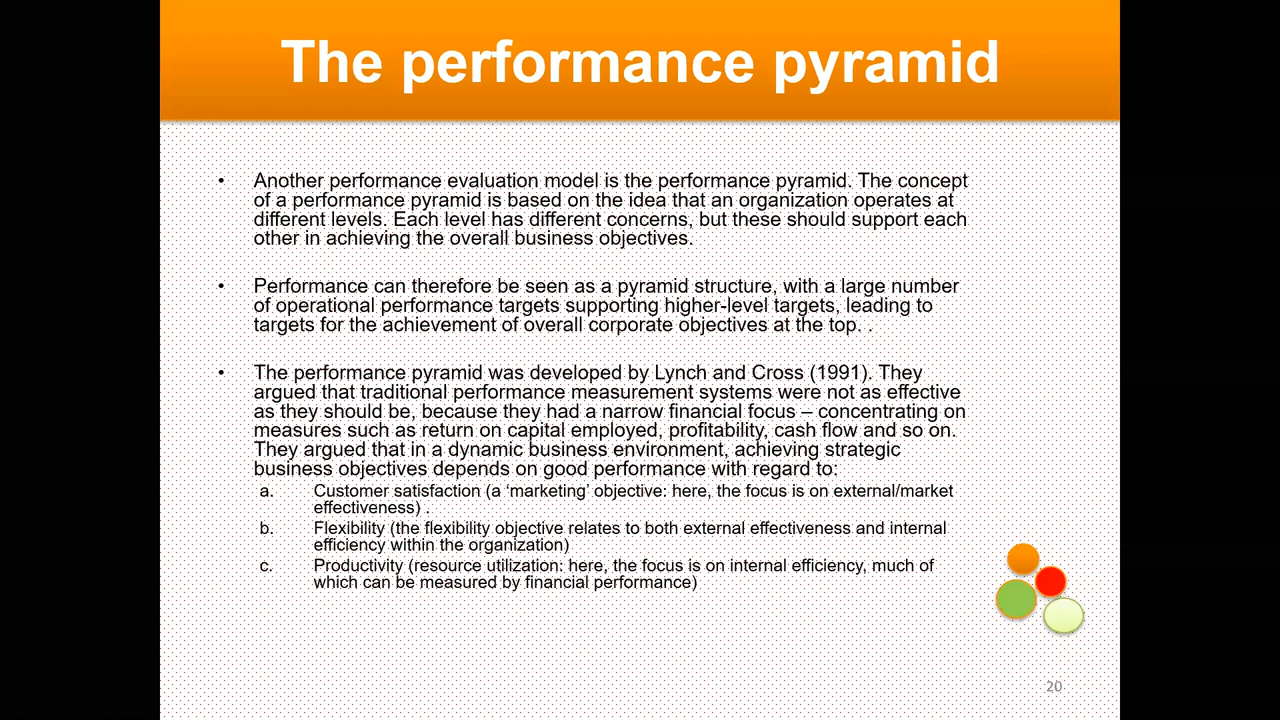 The performance pyramid
• Another performance evaluation model is the performance pyramid. The concept
of a performance pyramid is based on the idea that an organization operates at
different levels. Each level has different concerns, but these should support each
other in achieving the overall business objectives.
• Performance can therefore be seen as a pyramid structure, with a large number
of operational performance targets supporting higher-level targets, leading to
targets for the achievement of overall corporate objectives at the top. .
• The performance pyramid was developed by Lynch and Cross (1991). They
argued that traditional performance measurement systems were not as effective
as they should be, because they had a narrow financial focus – concentrating on
measures such as return on capital employed, profitability, cash flow and so on.
They argued that in a dynamic business environment, achieving strategic
business objectives depends on good performance with regard to:
a. Customer satisfaction (a ‘marketing’ objective: here, the focus is on external/market
effectiveness) .
b. Flexibility (the flexibility objective relates to both external effectiveness and internal
efficiency within the organization)
c. Productivity (resource utilization: here, the focus is on internal efficiency, much of
which can be measured by financial performance)
20